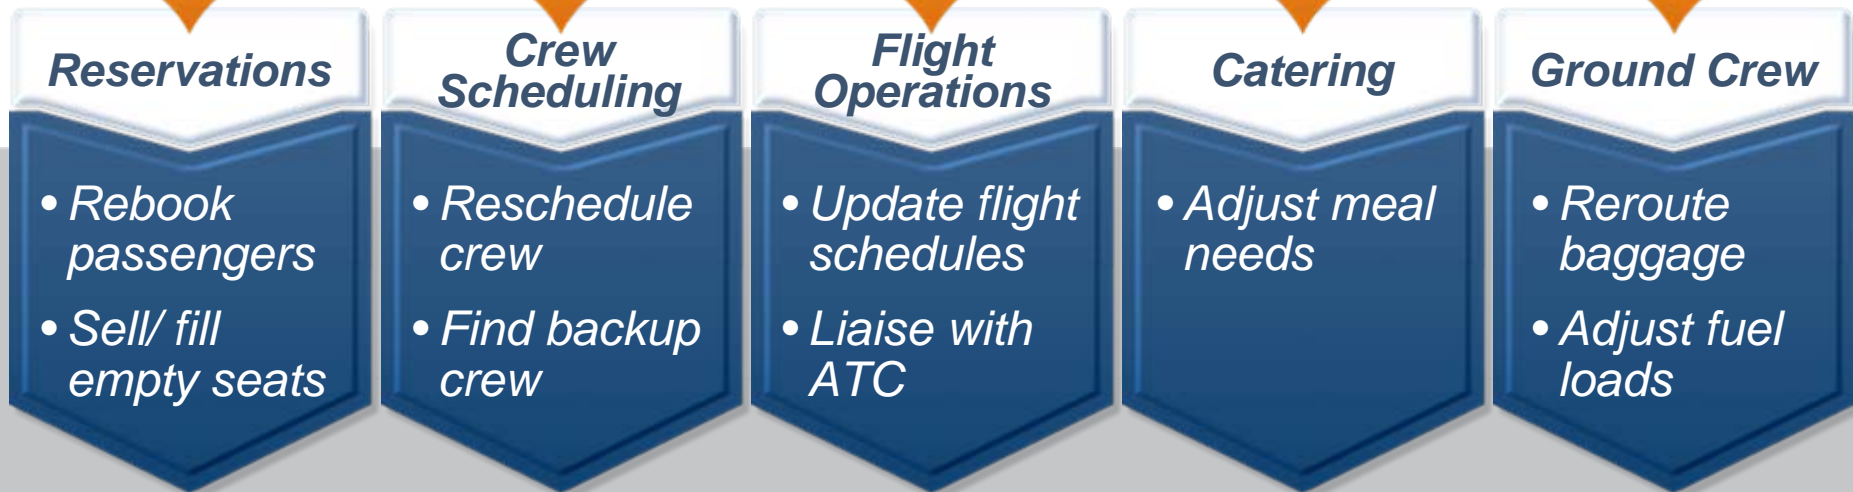 Reservations
• Rebook
passengers
• Sell/ fill
empty seats
Crew
Scheduling
• Reschedule
crew
• Find backup
crew
Flight
Operations
• Update flight
schedules
• Liaise with
ATC
Catering
• Adjust meal
needs
Ground Crew
• Reroute
baggage
• Adjust fuel
loads